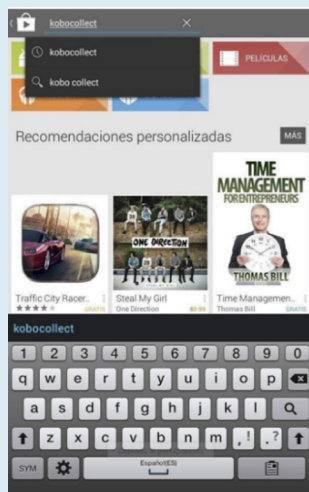 kobocollect
kobocollect
kobo collect
PELÍCULAS
Recomendaciones personalizadas
MÁS
ONE DIRECTION
TIME
MANAGEMENT
FOR ENTREPRENEURS
THOMAS BILL
Traffic City Racer..
GRATIS
Steal My Girl
One Direction
Time Managemen..
Thomas Bill
GRATIS
kobocollect
1 2 3 4 5 6 7 8 9 0
q w e r t y u i o p
a s d f g h j k l
z x c v b n m , ! . ?
SYM
Español(ES)